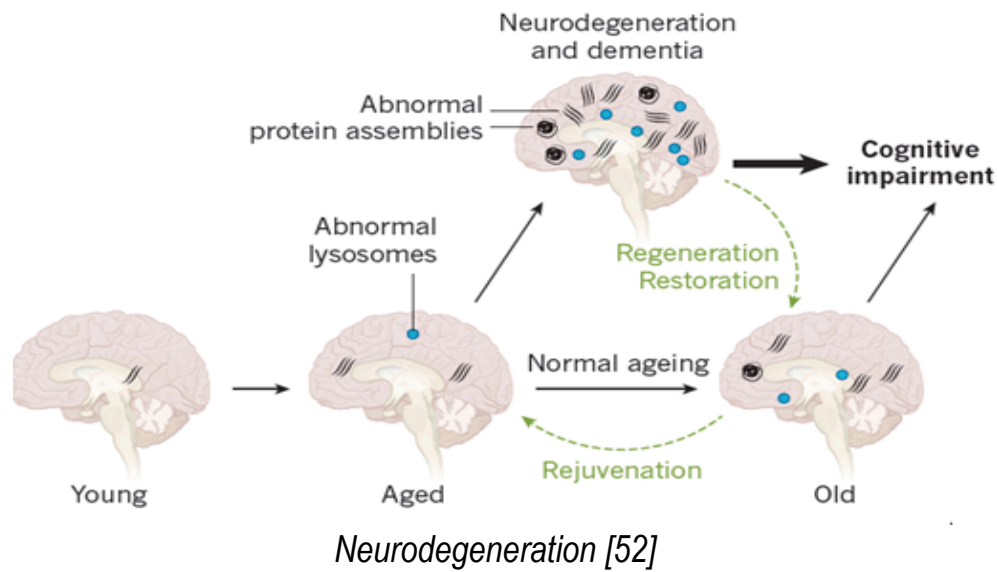 Neurodegeneration
and dementia
Abnormal
protein assemblies
Cognitive
impairment
Abnormal
lysosomes
Regeneration
Restoration
Normal ageing
Rejuvenation
Young
Aged
Old
Neurodegeneration [52]